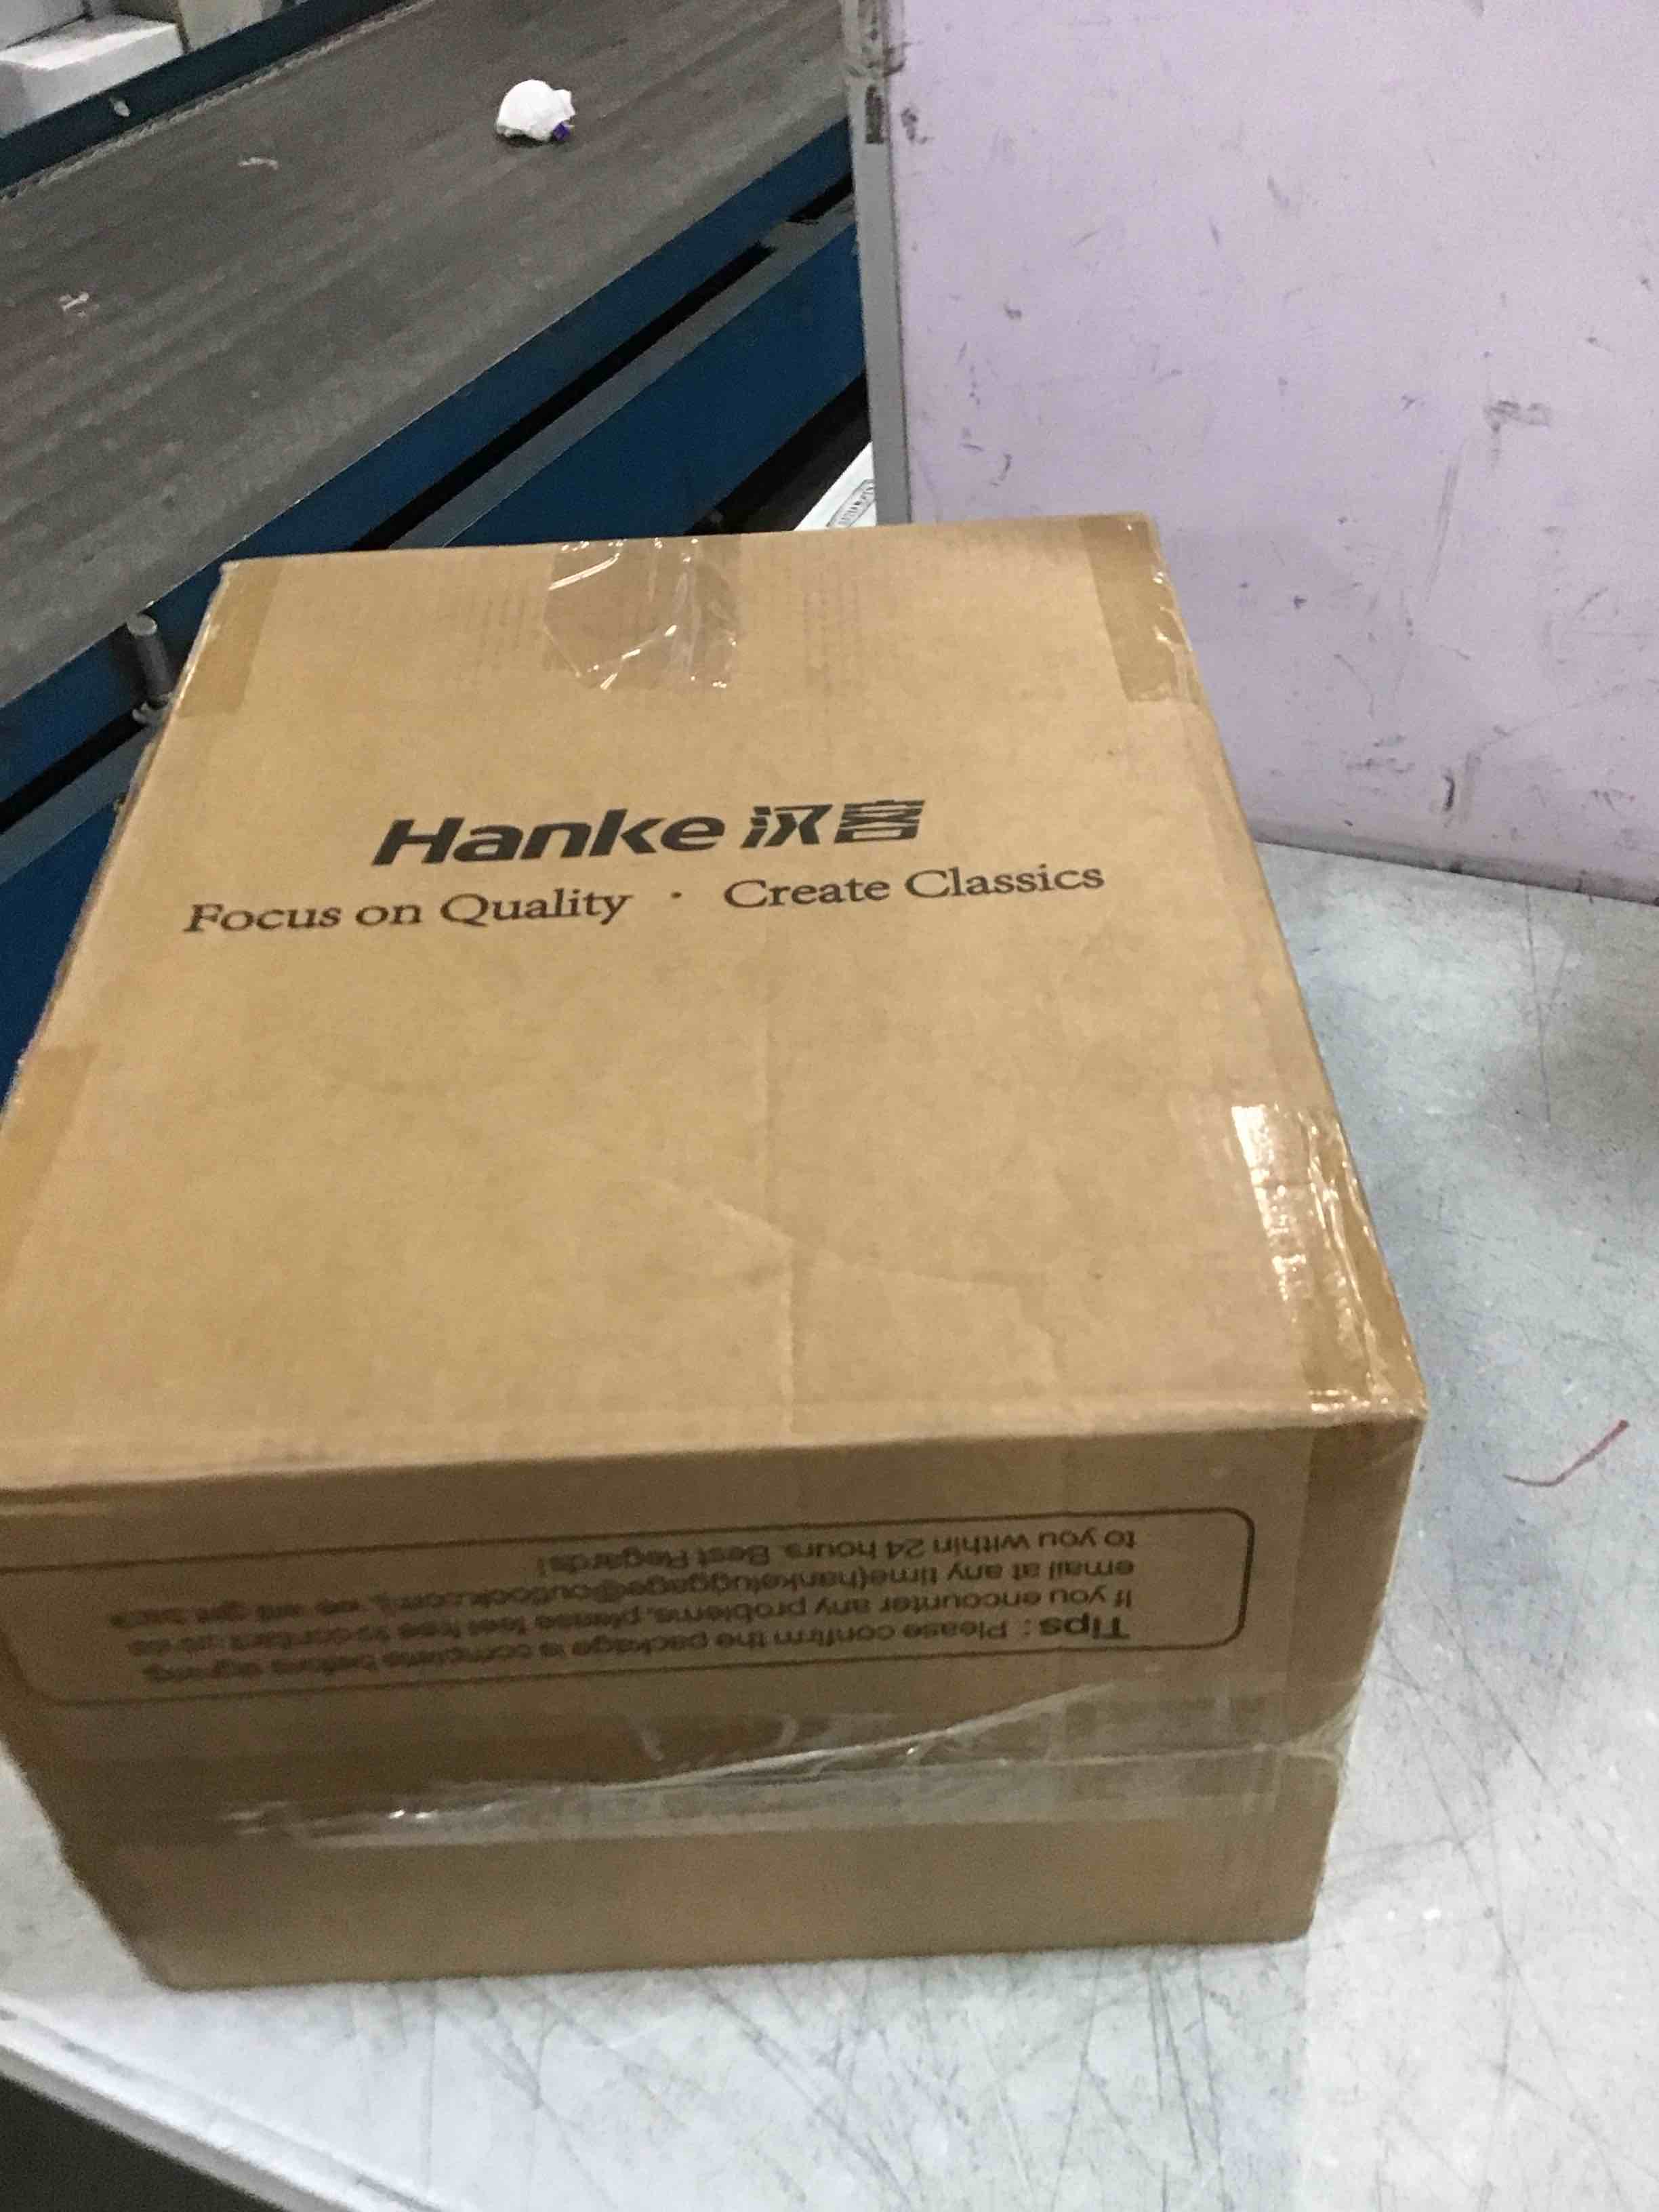 Hanke 汉客
Focus on Quality · Create Classics
Tips : Please confirm the package is complete before signing.
If you encounter any problems, please feel free to contact us via
email at any time(hankeluggage@outlook.com), we will get back
to you within 24 hours. Best Regards!